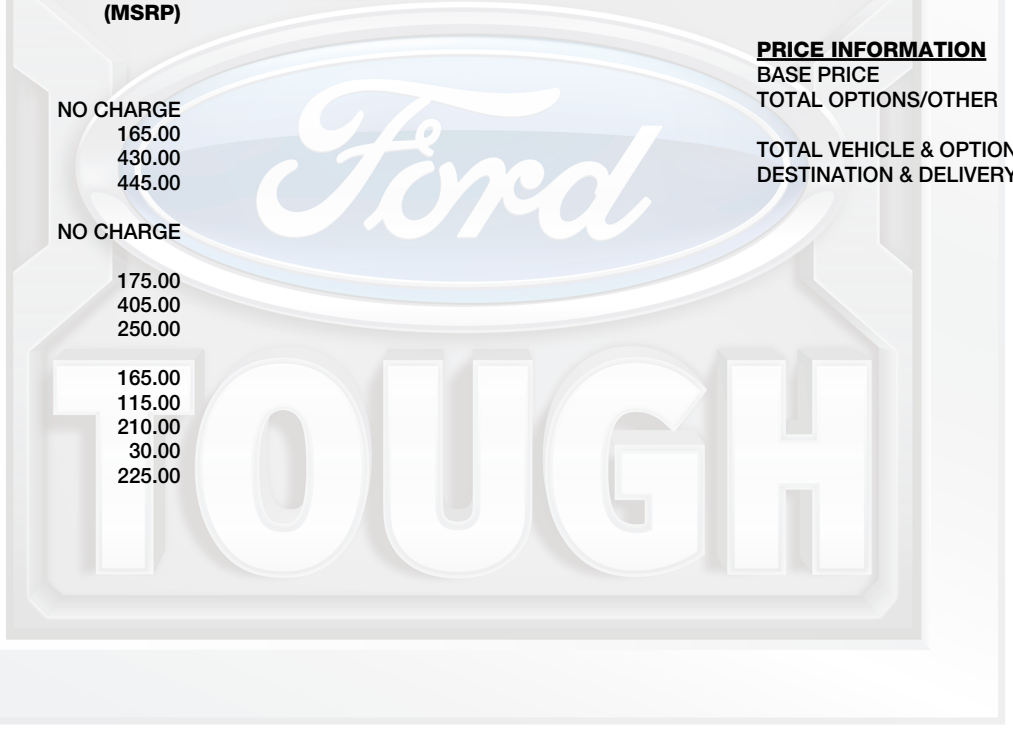 (MSRP)
NO CHARGE
165.00
430.00
445.00
NO CHARGE
175.00
405.00
250.00
165.00
115.00
210.00
30.00
225.00
PRICE INFORMATION
BASE PRICE
TOTAL OPTIONS/OTHER
TOTAL VEHICLE & OPTION
DESTINATION & DELIVERY
Ford
TOUGH